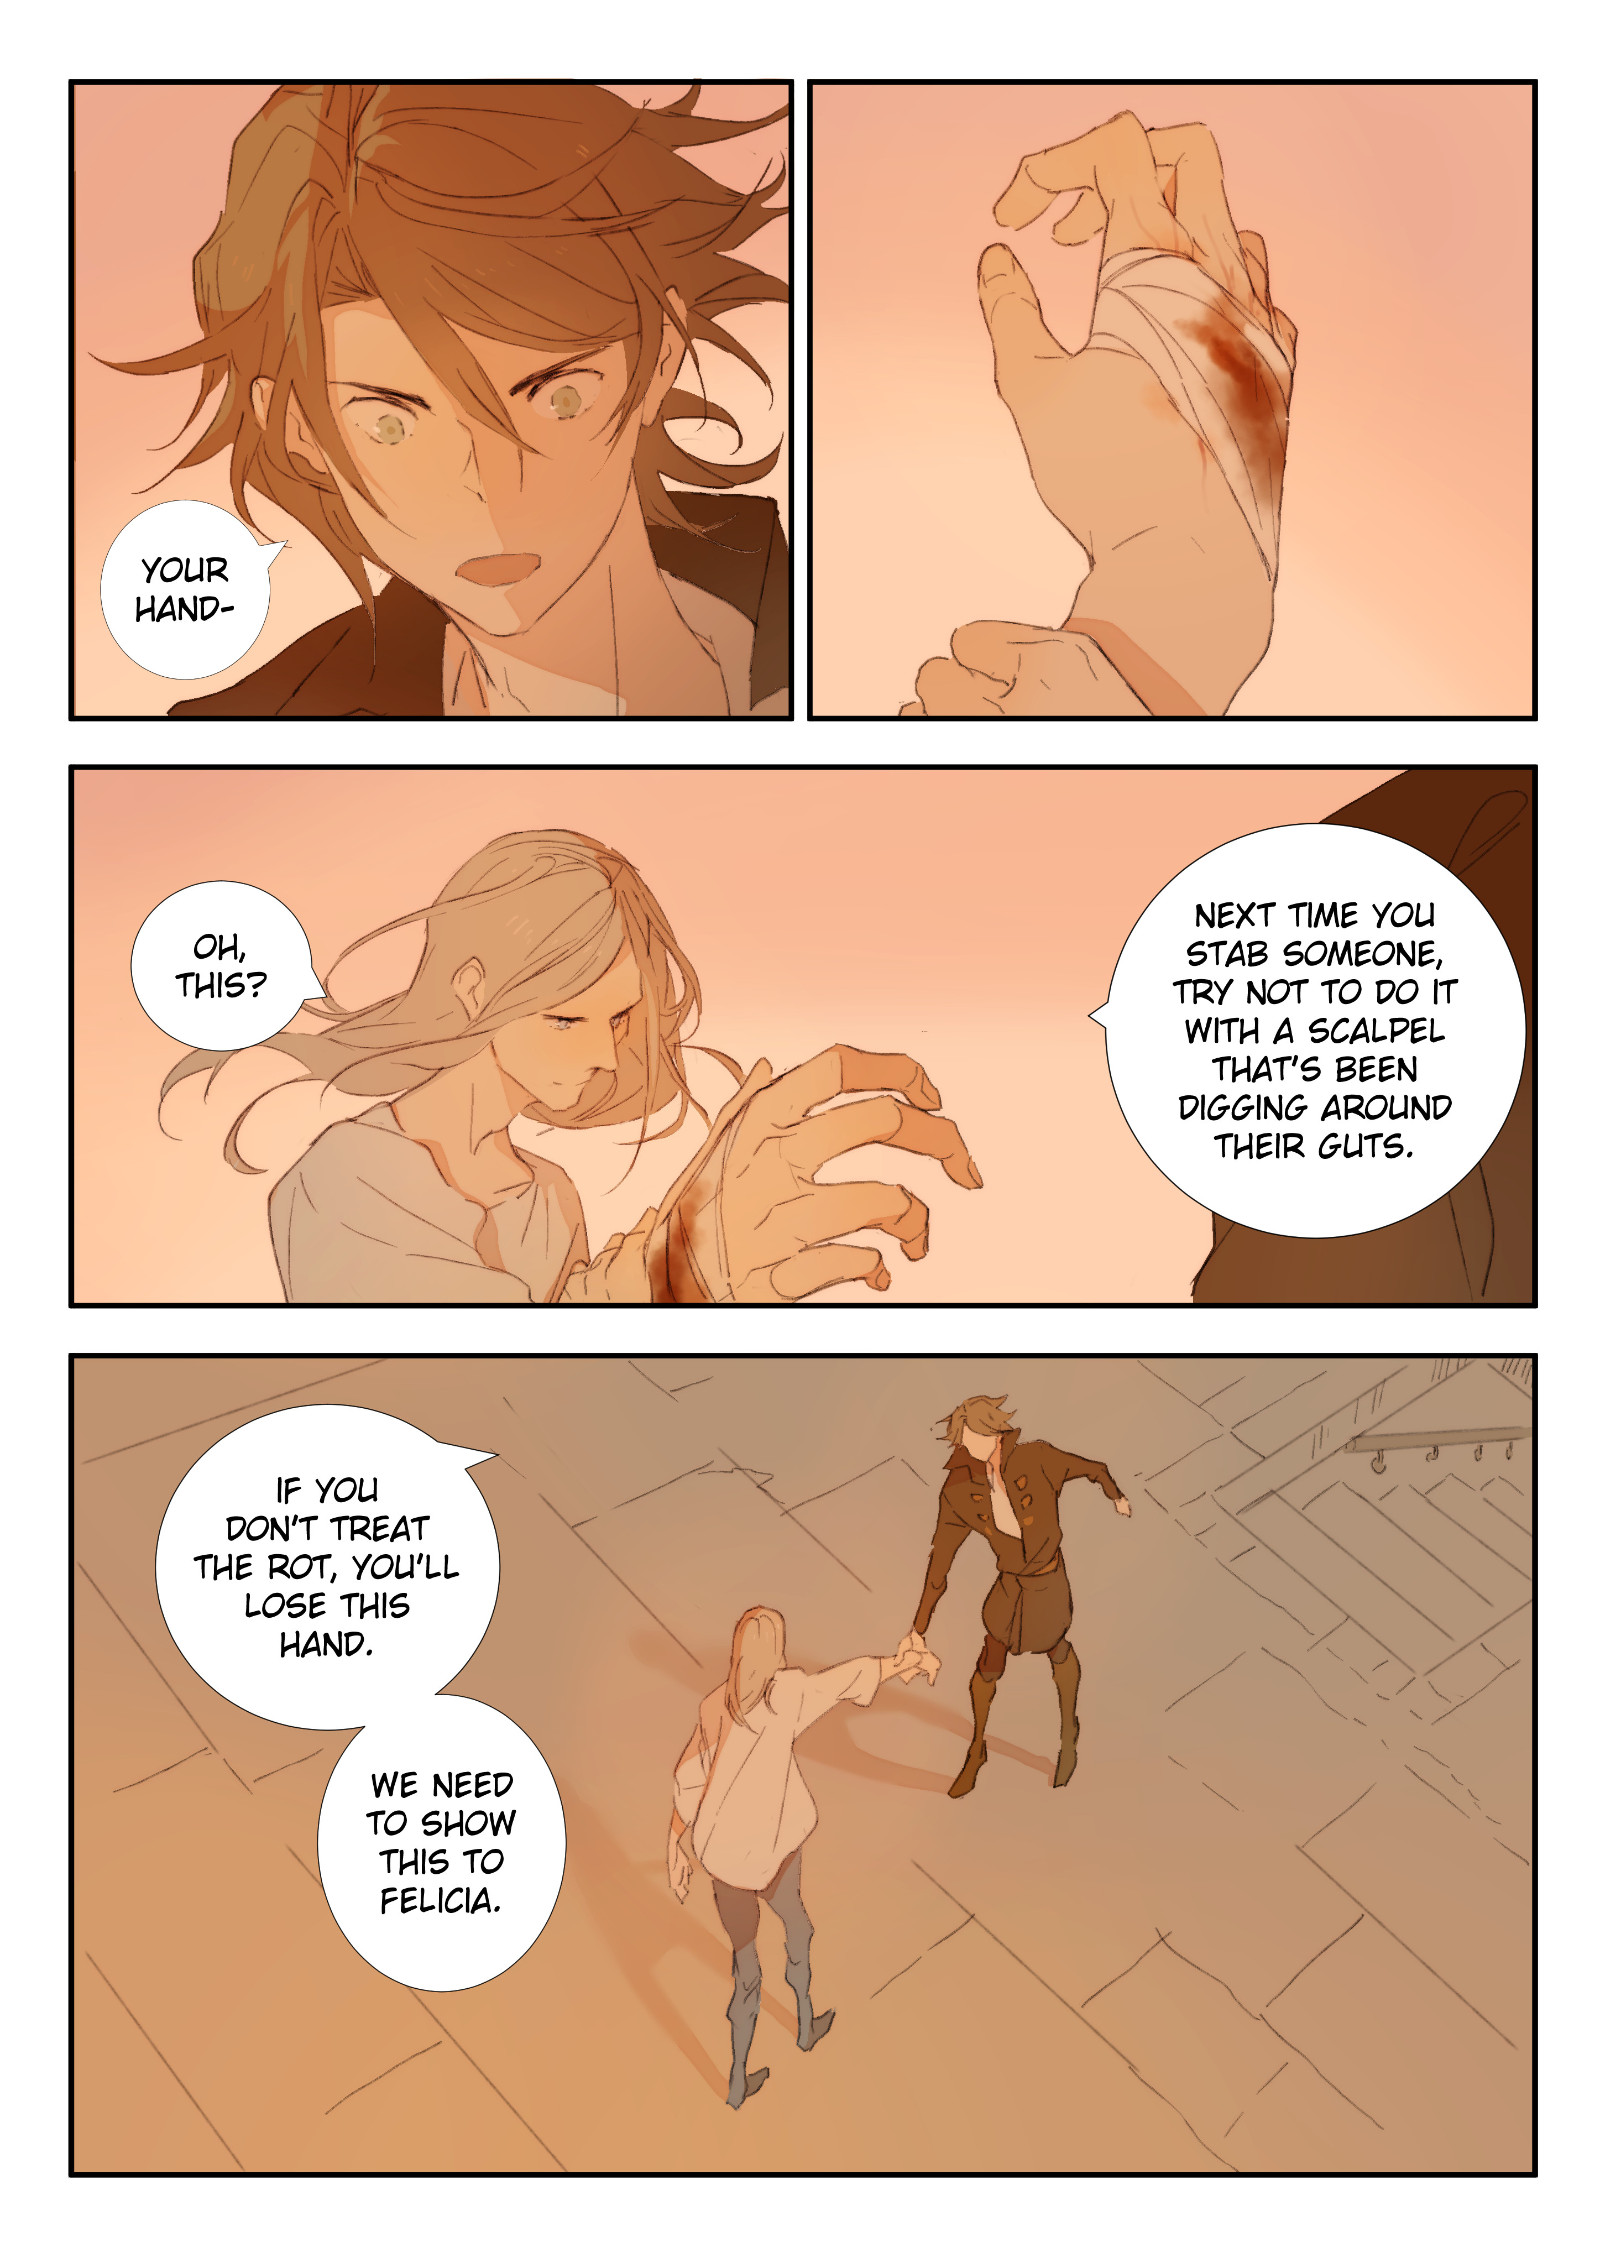 YOUR
HAND-
OH,
THIS?
NEXT TIME YOU
STAB SOMEONE,
TRY NOT TO DO IT
WITH A SCALPEL
THAT'S BEEN
DIGGING AROUND
THEIR GUTS.
IF YOU
DON'T TREAT
THE ROT, YOU'LL
LOSE THIS
HAND.
WE NEED
TO SHOW
THIS TO
FELICIA.